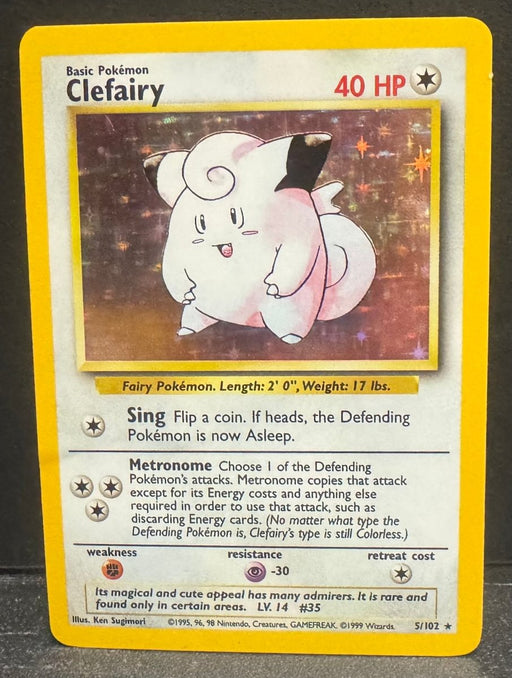 Basic Pokémon
Clefairy
40 HP
Fairy Pokémon. Length: 2' 0", Weight: 17 lbs.
Sing Flip a coin. If heads, the Defending
Pokémon is now Asleep.
Metronome Choose 1 of the Defending
Pokémon's attacks. Metronome copies that attack
except for its Energy costs and anything else
required in order to use that attack, such as
discarding Energy cards. (No matter what type the
Defending Pokémon is, Clefairy's type is still Colorless.)
weakness resistance retreat cost
-30
Its magical and cute appeal has many admirers. It is rare and
found only in certain areas. LV. 14 #35
Illus. Ken Sugimori ©1995, 96, 98 Nintendo, Creatures, GAMEFREAK. ©1999 Wizards. 5/102 ★